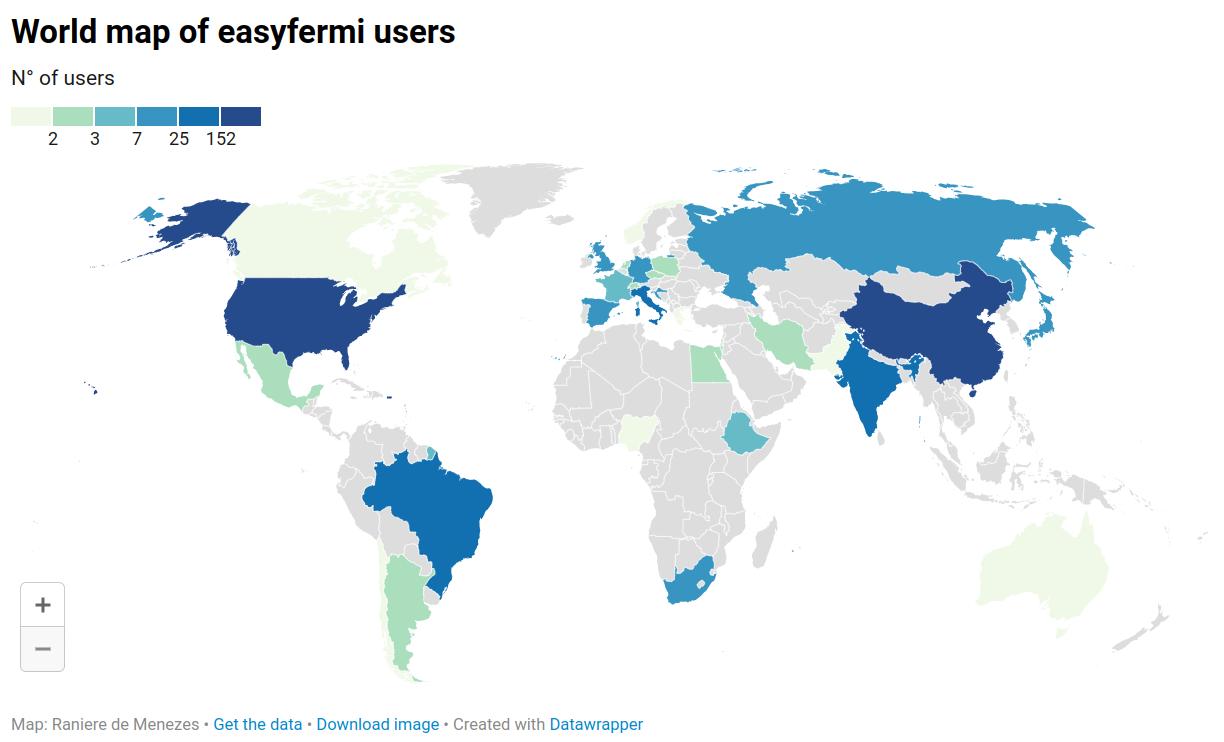 World map of easyfermi users
N° of users
2 3 7 25 152
+
−
Map: Raniere de Menezes • Get the data • Download image • Created with Datawrapper